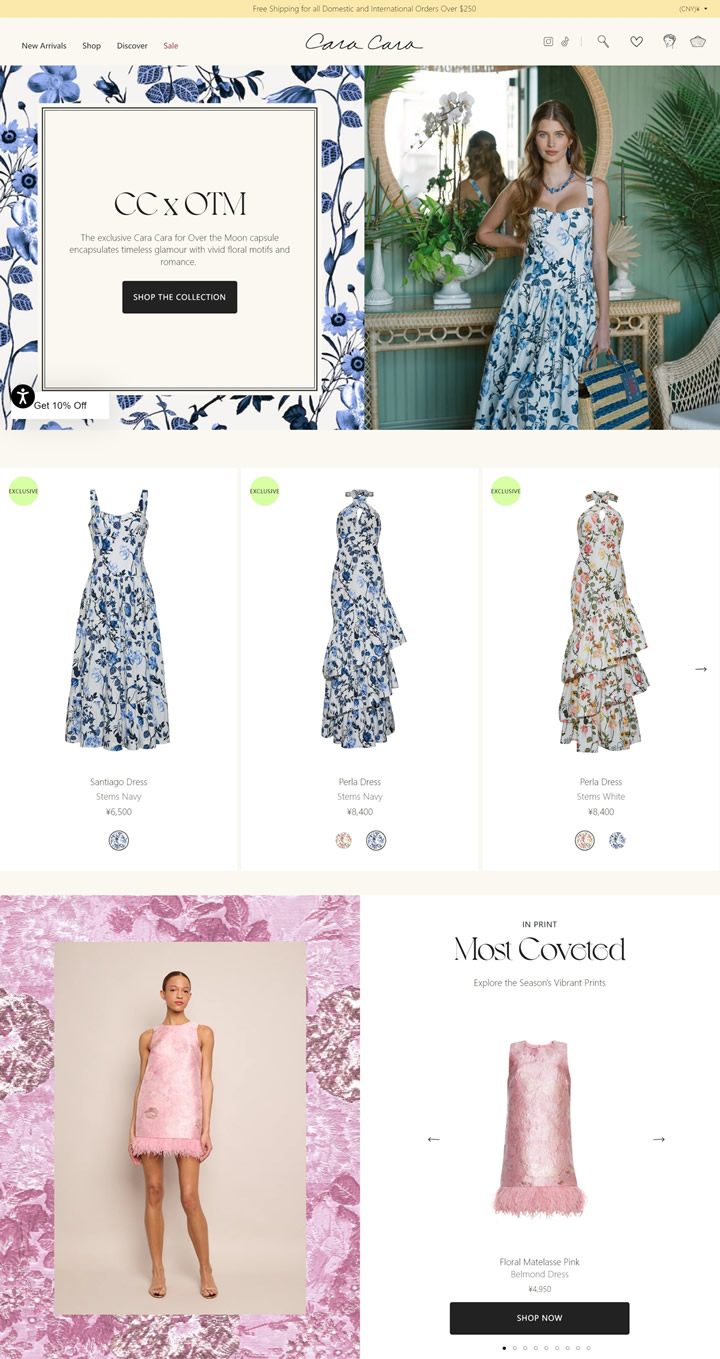 Free Shipping for all Domestic and International Orders Over $250
(CNY)¥
New Arrivals
Shop
Discover
Sale
Cara Cara
CC x OTM
The exclusive Cara Cara for Over the Moon capsule
encapsulates timeless glamour with vivid floral motifs and
romance.
SHOP THE COLLECTION
Get 10% Off
EXCLUSIVE
EXCLUSIVE
EXCLUSIVE
Santiago Dress
Stems Navy
¥6,500
Perla Dress
Stems Navy
¥8,400
Perla Dress
Stems White
¥8,400
IN PRINT
Most Coveted
Explore the Season's Vibrant Prints
Floral Matelasse Pink
Belmond Dress
¥4,950
SHOP NOW